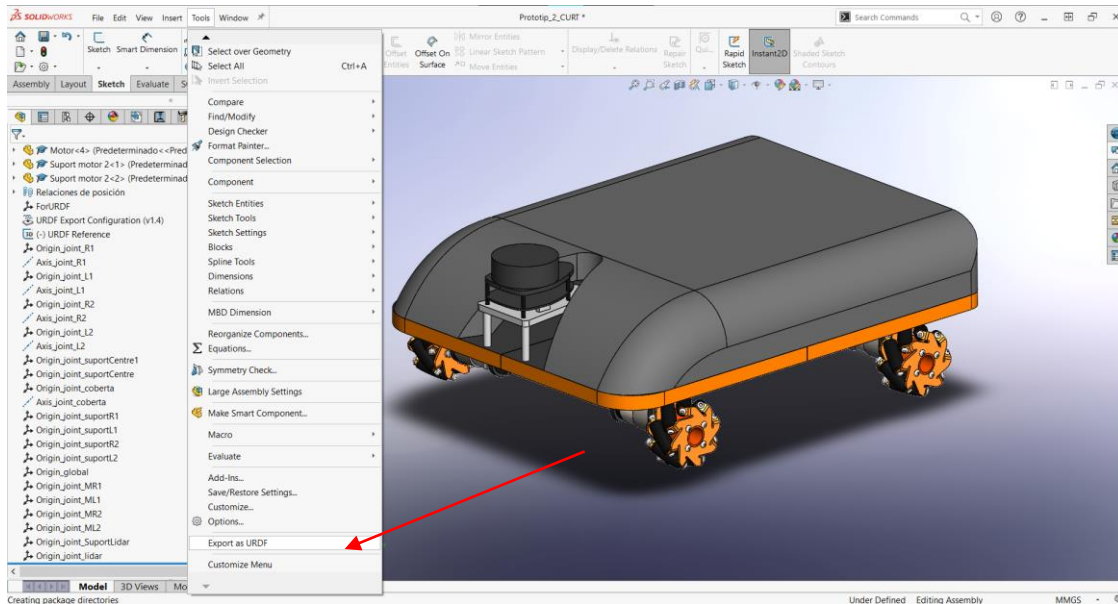 SOLIDWORKS File Edit View Insert Tools Window
Prototip_2_CURT *
Search Commands
Sketch Smart Dimension
Select over Geometry
Select All Ctrl+A
Invert Selection
Compare
Find/Modify
Design Checker
Format Painter...
Component Selection
Component
Sketch Entities
Sketch Tools
Sketch Settings
Blocks
Spline Tools
Dimensions
Relations
MBD Dimension
Reorganize Components...
Equations...
Symmetry Check...
Large Assembly Settings
Make Smart Component...
Macro
Evaluate
Add-Ins...
Save/Restore Settings...
Customize...
Options...
Export as URDF
Customize Menu
Offset Entities
Offset On Surface
Mirror Entities
Linear Sketch Pattern
Move Entities
Display/Delete Relations
Repair Sketch
Qui...
Rapid Sketch
Instant2D
Shaded Sketch Contours
Assembly Layout Sketch Evaluate S
Motor<4> (Predeterminado<<Pred
Suport motor 2<1> (Predeterminad
Suport motor 2<2> (Predeterminad
Relaciones de posición
ForURDF
URDF Export Configuration (v1.4)
3D (-) URDF Reference
Origin_joint_R1
Axis_joint_R1
Origin_joint_L1
Axis_joint_L1
Origin_joint_R2
Axis_joint_R2
Origin_joint_L2
Axis_joint_L2
Origin_joint_suportCentre1
Origin_joint_suportCentre
Origin_joint_coberta
Axis_joint_coberta
Origin_joint_suportR1
Origin_joint_suportL1
Origin_joint_suportR2
Origin_joint_suportL2
Origin_global
Origin_joint_MR1
Origin_joint_ML1
Origin_joint_MR2
Origin_joint_ML2
Origin_joint_SuportLidar
Origin_joint_lidar
Model 3D Views Mo
Creating package directories
Under Defined Editing Assembly MMGS